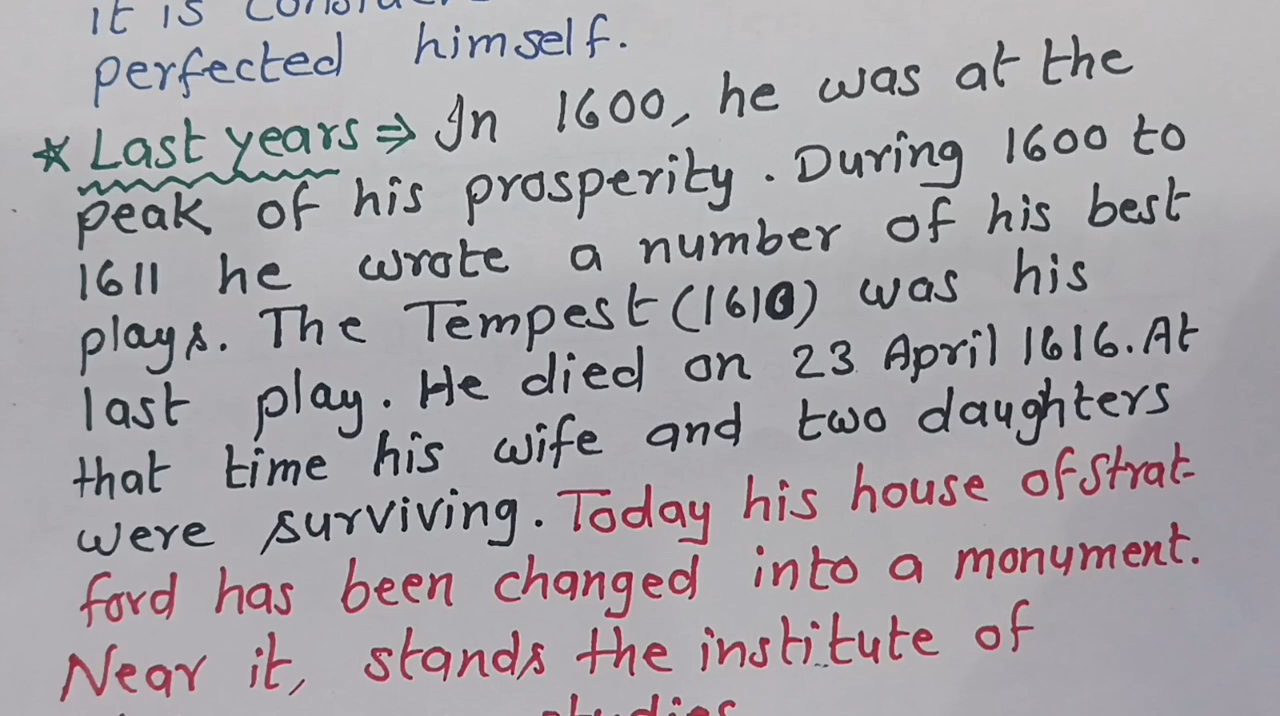 it is
perfected himself.
* Last years ⇒ In 1600, he was at the
peak of his prosperity. During 1600 to
1611 he wrote a number of his best
plays. The Tempest (1610) was his
last play. He died on 23 April 1616. At
that time his wife and two daughters
were surviving. Today his house of Strat-
ford has been changed into a monument.
Near it, stands the institute of
studies